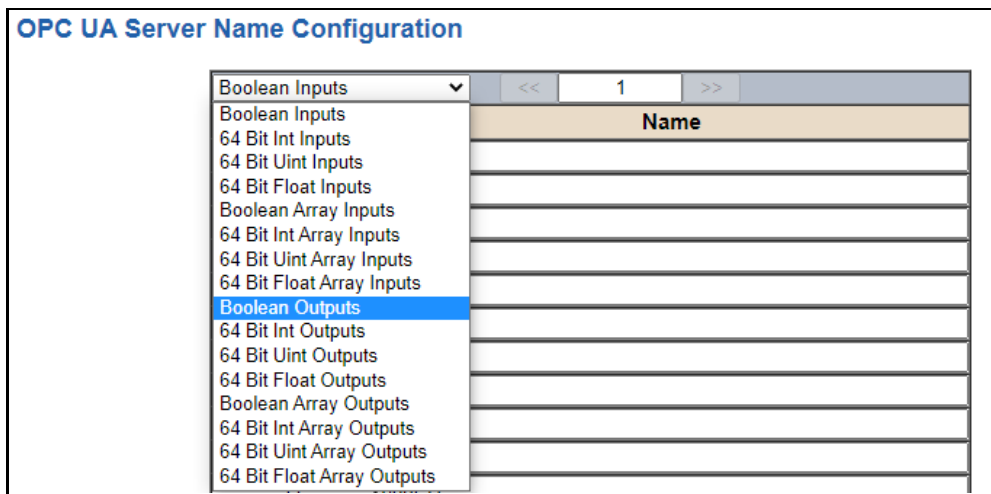 OPC UA Server Name Configuration
Boolean Inputs << 1 >>
Name
Boolean Inputs
64 Bit Int Inputs
64 Bit Uint Inputs
64 Bit Float Inputs
Boolean Array Inputs
64 Bit Int Array Inputs
64 Bit Uint Array Inputs
64 Bit Float Array Inputs
Boolean Outputs
64 Bit Int Outputs
64 Bit Uint Outputs
64 Bit Float Outputs
Boolean Array Outputs
64 Bit Int Array Outputs
64 Bit Uint Array Outputs
64 Bit Float Array Outputs